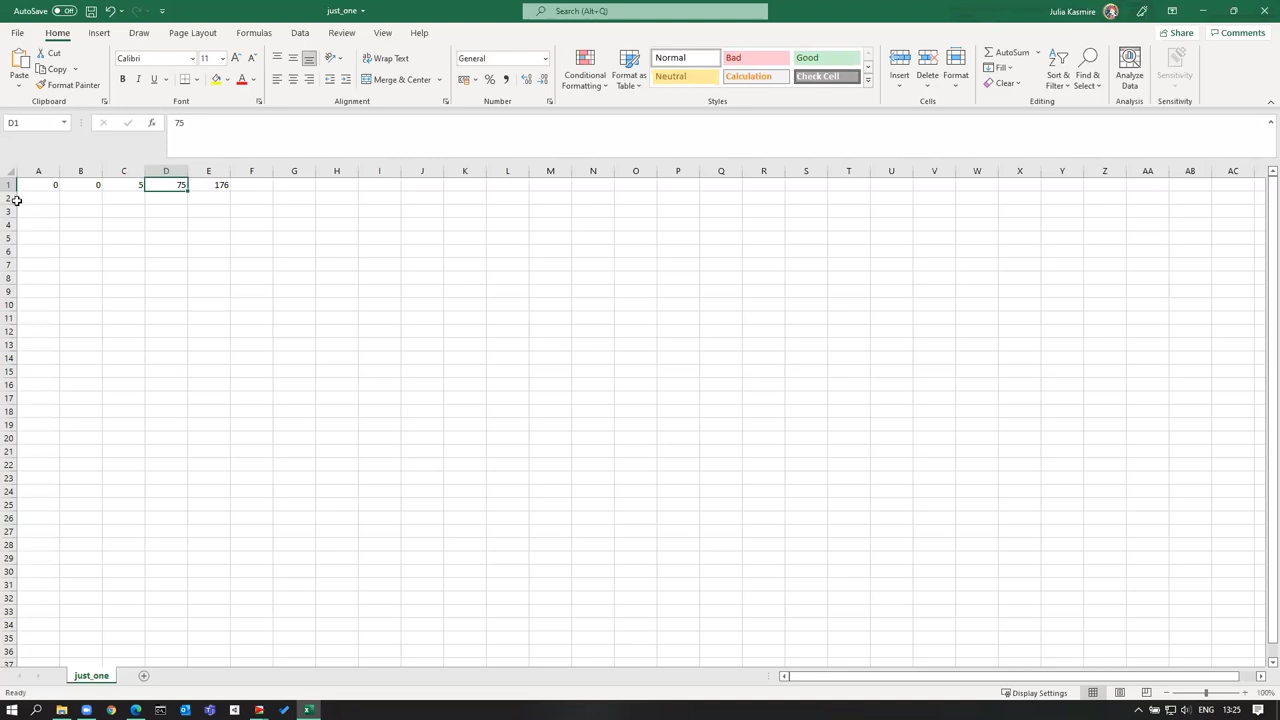 AutoSave Off just_one Search (Alt+Q) Julia Kasmire
File Home Insert Draw Page Layout Formulas Data Review View Help Share Comments
Cut Calibri 11 Wrap Text General Normal Bad Good AutoSum
Copy Fill
Paste Conditional Format as Insert Delete Format Sort & Find & Analyze Sensitivity
Format Painter B I U Merge & Center Neutral Calculation Check Cell Clear
Formatting Table Filter Select Data
Clipboard Font Alignment Number Styles Cells Editing Analysis Sensitivity
D1 fx 75
A B C D E F G H I J K L M N O P Q R S T U V W X Y Z AA AB AC
1 0 0 5 75 176
2
3
4
5
6
7
8
9
10
11
12
13
14
15
16
17
18
19
20
21
22
23
24
25
26
27
28
29
30
31
32
33
34
35
36
37
just_one
Ready Display Settings 100%
ENG 13:25